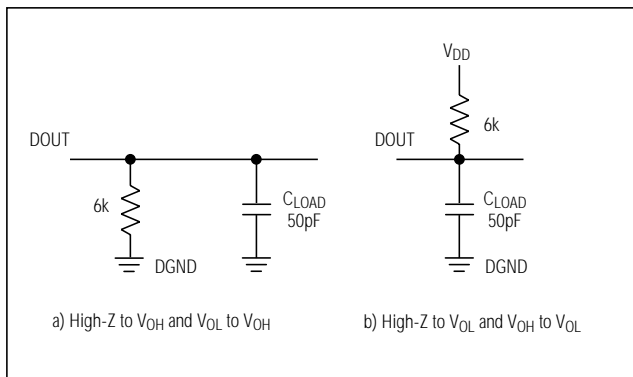 DOUT
6k
DGND
CLOAD
50pF
a) High-Z to VOH and VOL to VOH
VDD
6k
DOUT
CLOAD
50pF
DGND
b) High-Z to VOL and VOH to VOL